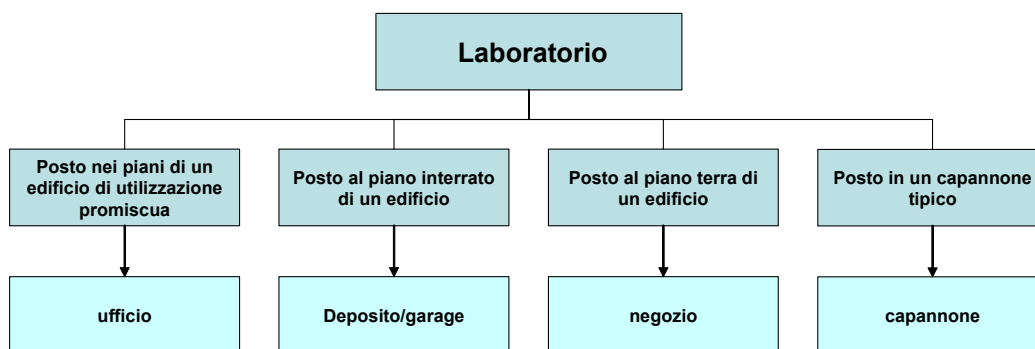 Laboratorio
Posto nei piani di un
edificio di utilizzazione
promiscua
Posto al piano interrato
di un edificio
Posto al piano terra di
un edificio
Posto in un capannone
tipico
ufficio
Deposito/garage
negozio
capannone